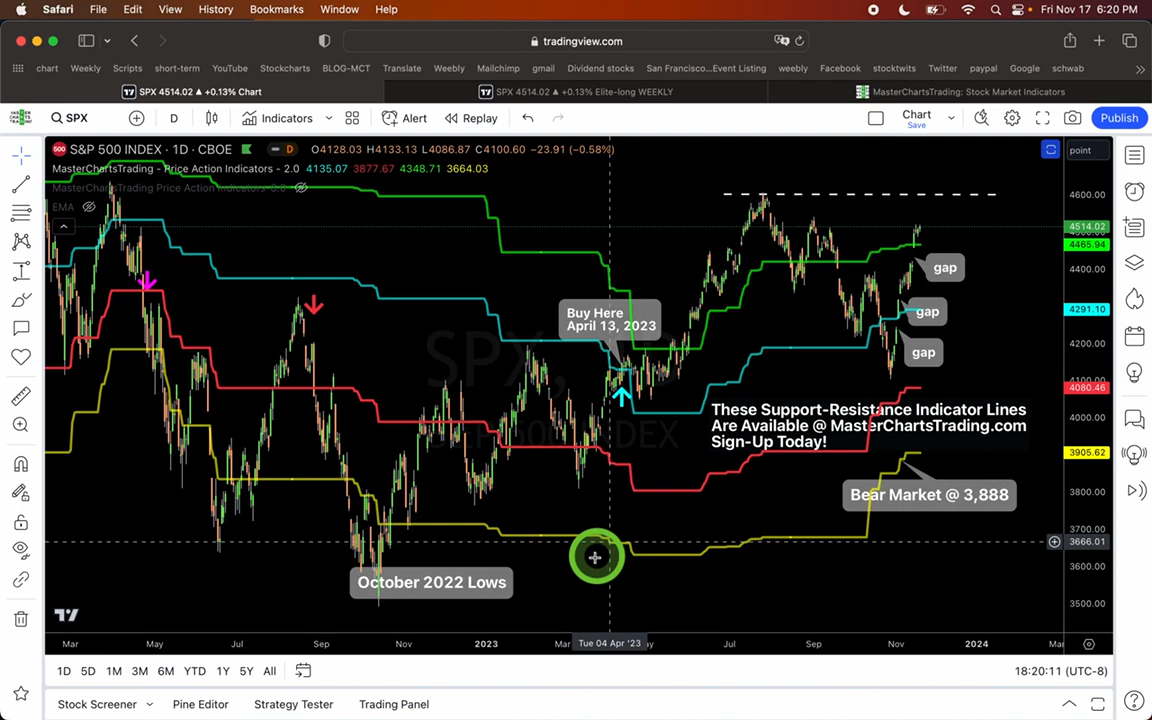 Safari File Edit View History Bookmarks Window Help Fri Nov 17 6:20 PM
tradingview.com
chart Weekly Scripts short-term YouTube Stockcharts BLOG-MCT Translate Weebly Mailchimp gmail Dividend stocks San Francisco...Event Listing weebly Facebook stocktwits Twitter paypal Google schwab
SPX 4514.02 ▲ +0.13% Chart
SPX 4514.02 ▲ +0.13% Elite-long WEEKLY
MasterChartsTrading: Stock Market Indicators
SPX D Indicators Alert Replay Chart Save Publish
500 S&P 500 INDEX · 1D · CBOE D O4128.03 H4133.13 L4086.87 C4100.60 −23.91 (−0.58%)
point
MasterChartsTrading - Price Action Indicators - 2.0 4135.07 3877.67 4348.71 3664.03
EMA
4600.00
4514.02
4465.94
4400.00
gap
4291.10
gap
Buy Here
April 13, 2023
4200.00
gap
4080.46
These Support-Resistance Indicator Lines
Are Available @ MasterChartsTrading.com
Sign-Up Today!
4000.00
3905.62
Bear Market @ 3,888
3800.00
3700.00
3666.01
3600.00
October 2022 Lows
3500.00
Mar May Jul Sep Nov 2023 Mar Tue 04 Apr '23 Jul Sep Nov 2024
1D 5D 1M 3M 6M YTD 1Y 5Y All 18:20:11 (UTC-8)
Stock Screener Pine Editor Strategy Tester Trading Panel